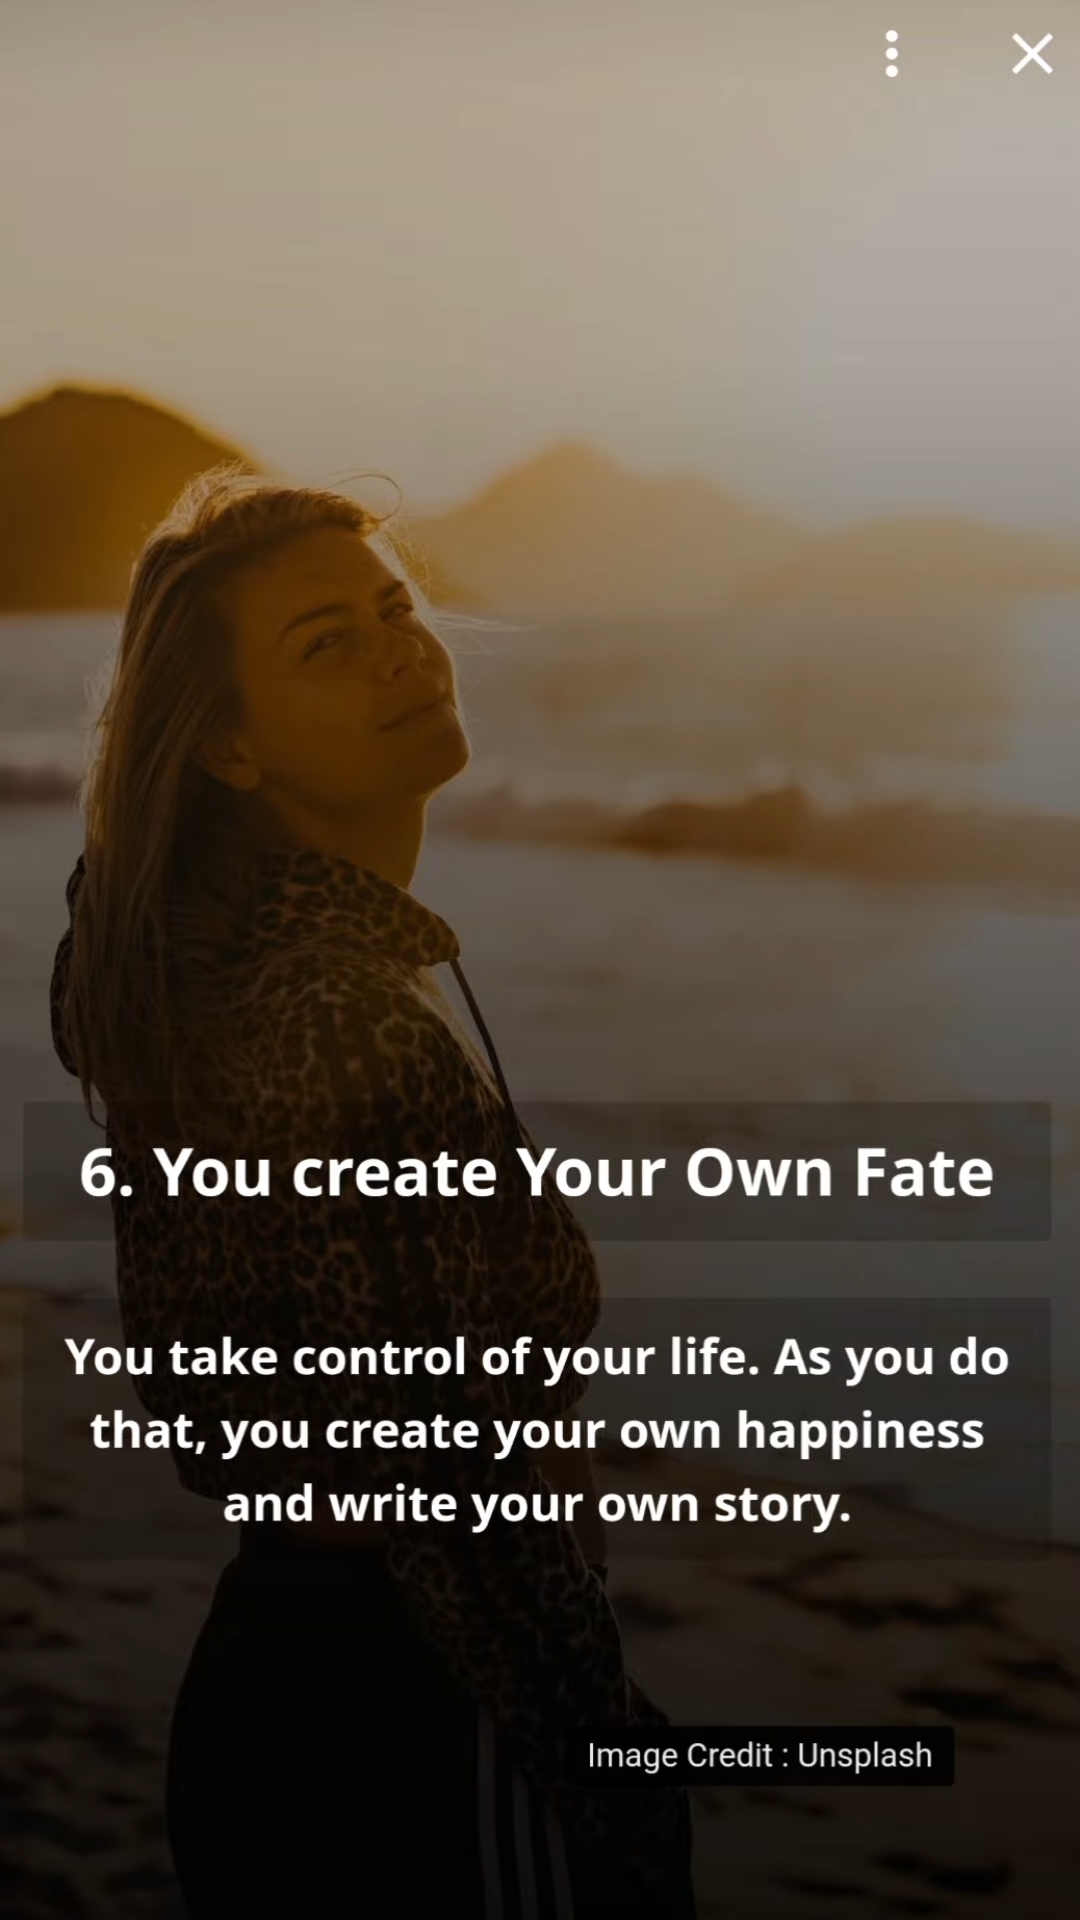 6. You create Your Own Fate
You take control of your life. As you do
that, you create your own happiness
and write your own story.
Image Credit : Unsplash